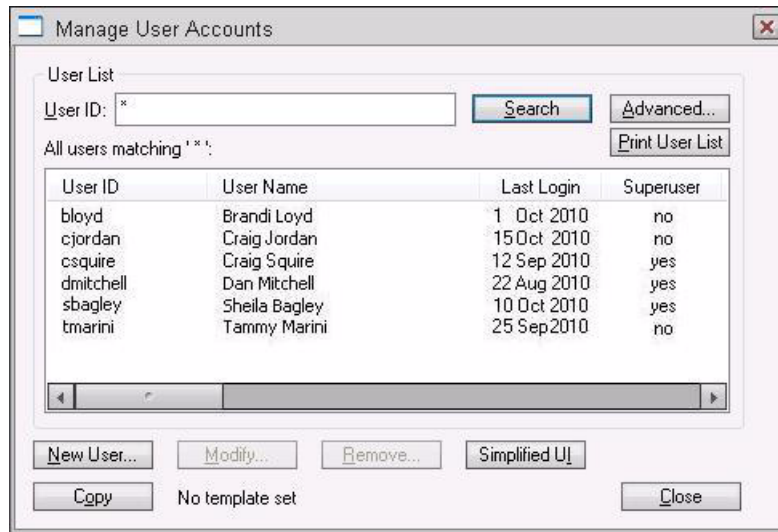 Manage User Accounts
User List
User ID: * Search Advanced...
All users matching ' * ': Print User List
User ID User Name Last Login Superuser
bloyd Brandi Loyd 1 Oct 2010 no
cjordan Craig Jordan 15 Oct 2010 no
csquire Craig Squire 12 Sep 2010 yes
dmitchell Dan Mitchell 22 Aug 2010 yes
sbagley Sheila Bagley 10 Oct 2010 yes
tmarini Tammy Marini 25 Sep 2010 no
New User... Modify... Remove... Simplified UI
Copy No template set Close